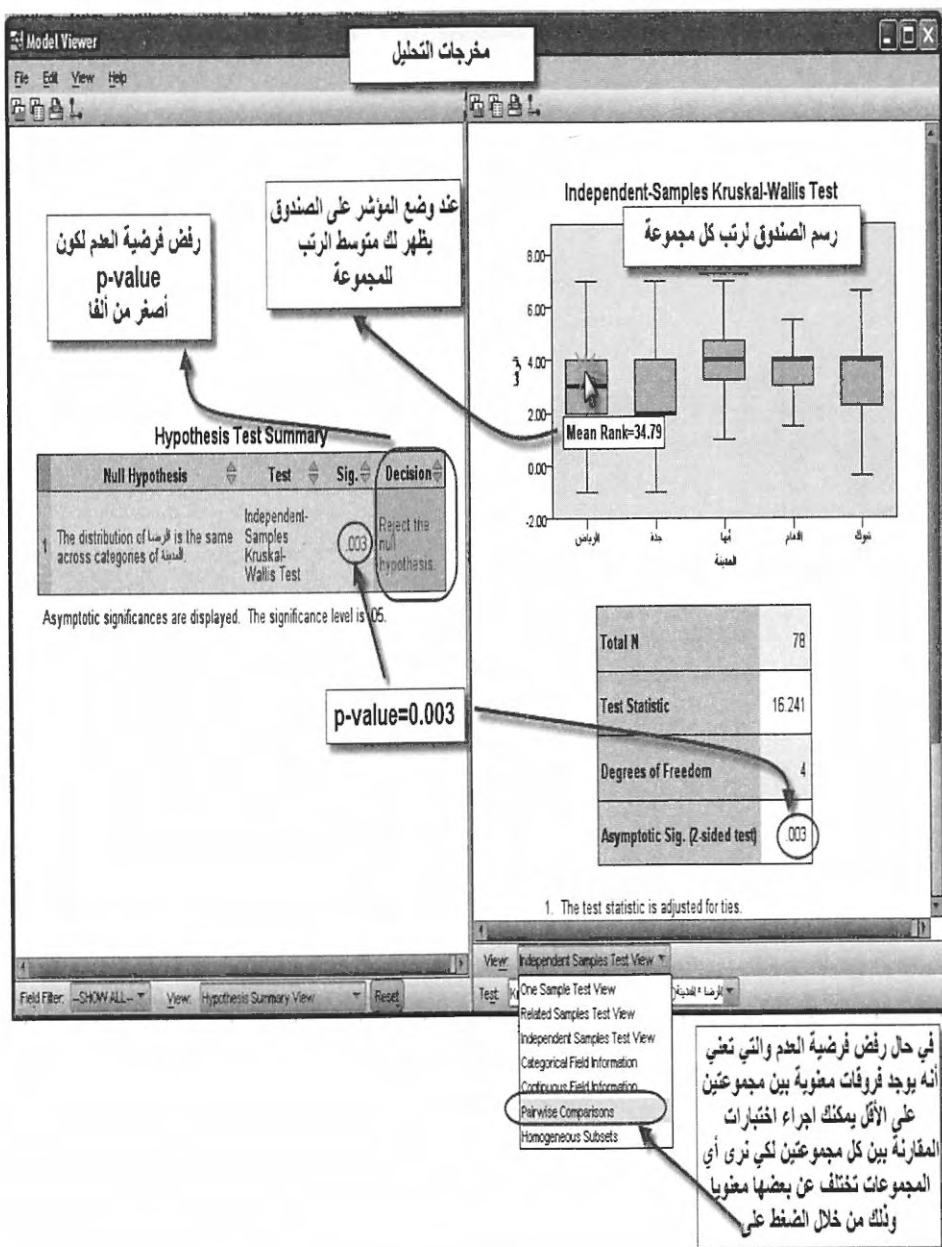 Model Viewer
مخرجات التحليل
File Edit View Help
رفض فرضية العدم لكون
p-value
أصغر من ألفا
عند وضع المؤشر على الصندوق
يظهر لك متوسط الرتب
للمجموعة
Hypothesis Test Summary
Null Hypothesis Test Sig. Decision
1 The distribution of الرضا is the same across categories of المدينة.
Independent-
Samples
Kruskal-
Wallis Test
.003
Reject the
null
hypothesis.
Asymptotic significances are displayed. The significance level is .05.
p-value=0.003
Field Filter: --SHOW ALL-- View: Hypothesis Summary View Reset
Independent-Samples Kruskal-Wallis Test
رسم الصندوق لرتب كل مجموعة
8.00
6.00
4.00
2.00
0.00
-2.00
الرضا
Mean Rank=34.79
الرياض جدة أبها الدمام تبوك
المدينة
Total N 78
Test Statistic 16.241
Degrees of Freedom 4
Asymptotic Sig. (2-sided test) .003
1. The test statistic is adjusted for ties.
View: Independent Samples Test View
Test: الرضا * المدينة
One Sample Test View
Related Samples Test View
Independent Samples Test View
Categorical Field Information
Continuous Field Information
Pairwise Comparisons
Homogeneous Subsets
في حال رفض فرضية العدم والتي تعني
أنه يوجد فروقات معنوية بين مجموعتين
على الأقل يمكنك اجراء اختبارات
المقارنة بين كل مجموعتين لكي نرى أي
المجموعات تختلف عن بعضها معنويا
وذلك من خلال الضغط على